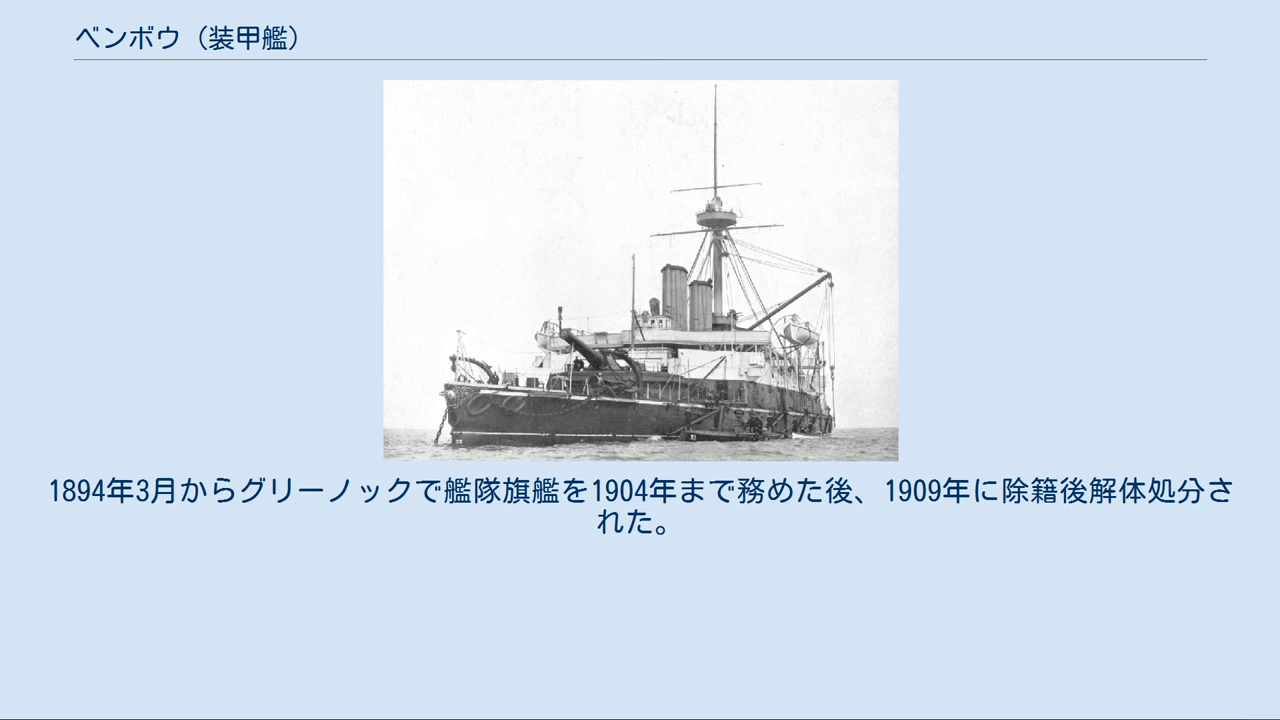 ベンボウ（装甲艦）
1894年3月からグリーノックで艦隊旗艦を1904年まで務めた後、1909年に除籍後解体処分さ
れた。